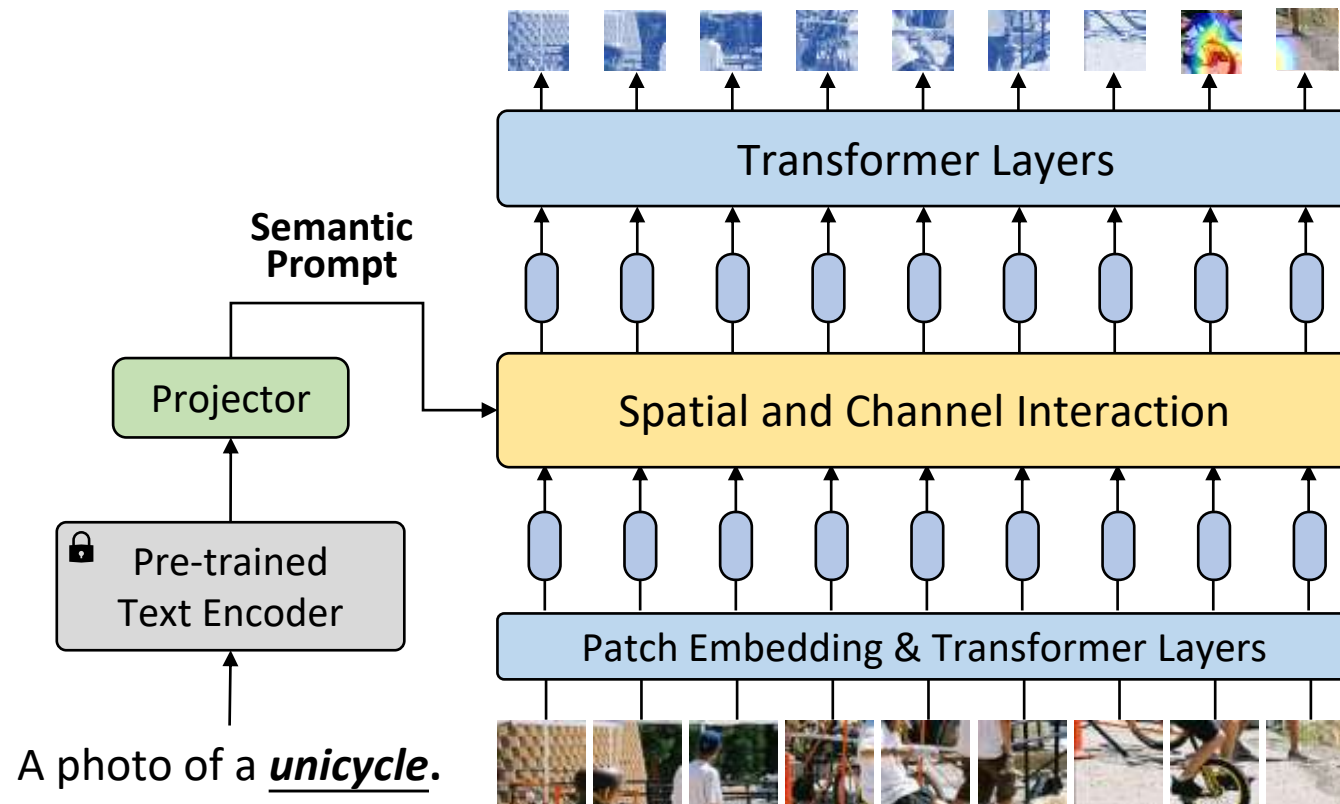 Transformer Layers
Semantic
Prompt
Projector
Spatial and Channel Interaction
Pre-trained
Text Encoder
Patch Embedding & Transformer Layers
A photo of a unicycle.